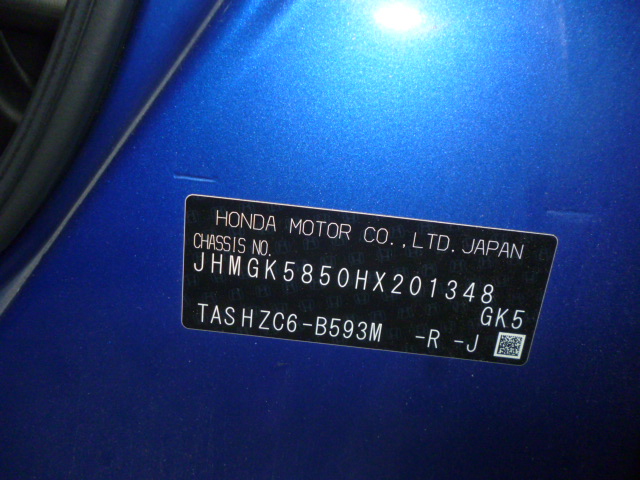 HONDA MOTOR CO.,LTD.JAPAN
CHASSIS NO.
JHMGK5850HX201348
GK5
TASHZC6-B593M -R -J